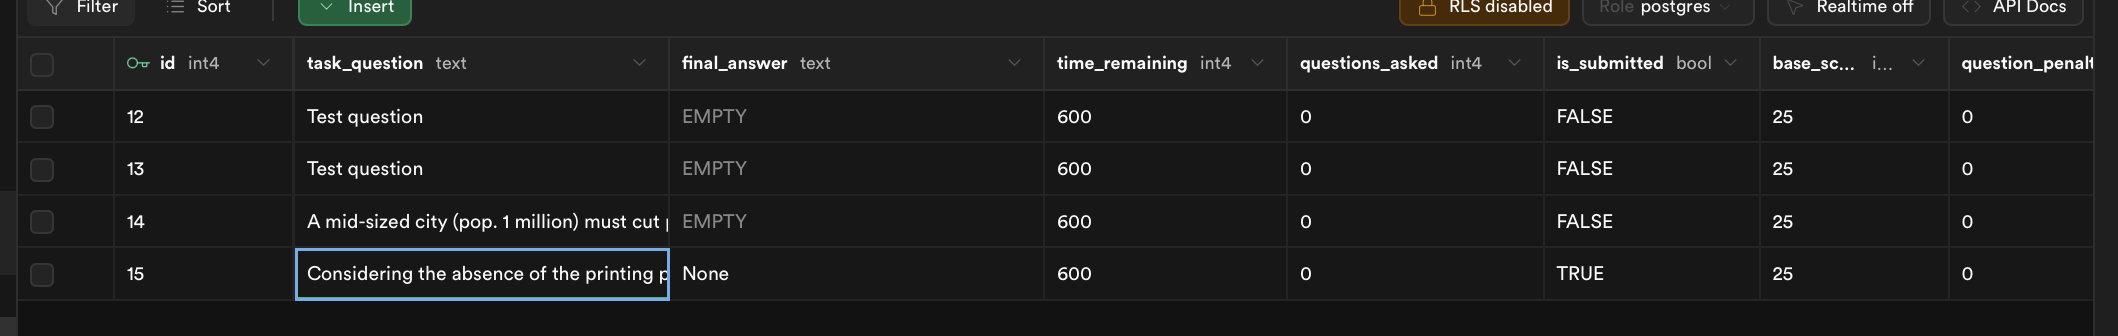 Filter Sort Insert RLS disabled Role postgres Realtime off API Docs
id int4 task_question text final_answer text time_remaining int4 questions_asked int4 is_submitted bool base_sc... i... question_penalt
12 Test question EMPTY 600 0 FALSE 25 0
13 Test question EMPTY 600 0 FALSE 25 0
14 A mid-sized city (pop. 1 million) must cut EMPTY 600 0 FALSE 25 0
15 Considering the absence of the printing p None 600 0 TRUE 25 0